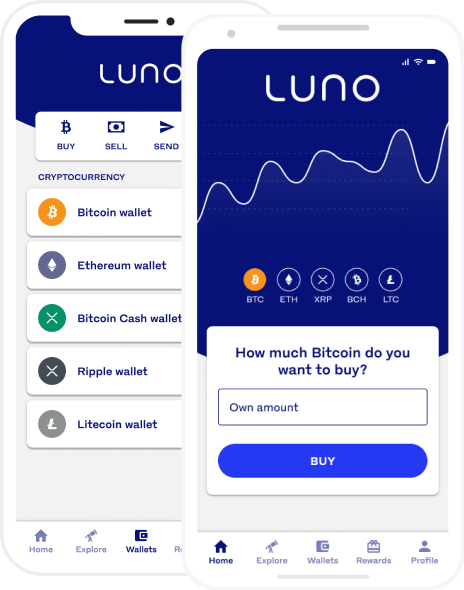 LUNO
BUY SELL SEND
CRYPTOCURRENCY
Bitcoin wallet
Ethereum wallet
Bitcoin Cash wallet
Ripple wallet
Litecoin wallet
Home Explore Wallets Re
LUNO
BTC ETH XRP BCH LTC
How much Bitcoin do you
want to buy?
Own amount
BUY
Home Explore Wallets Rewards Profile